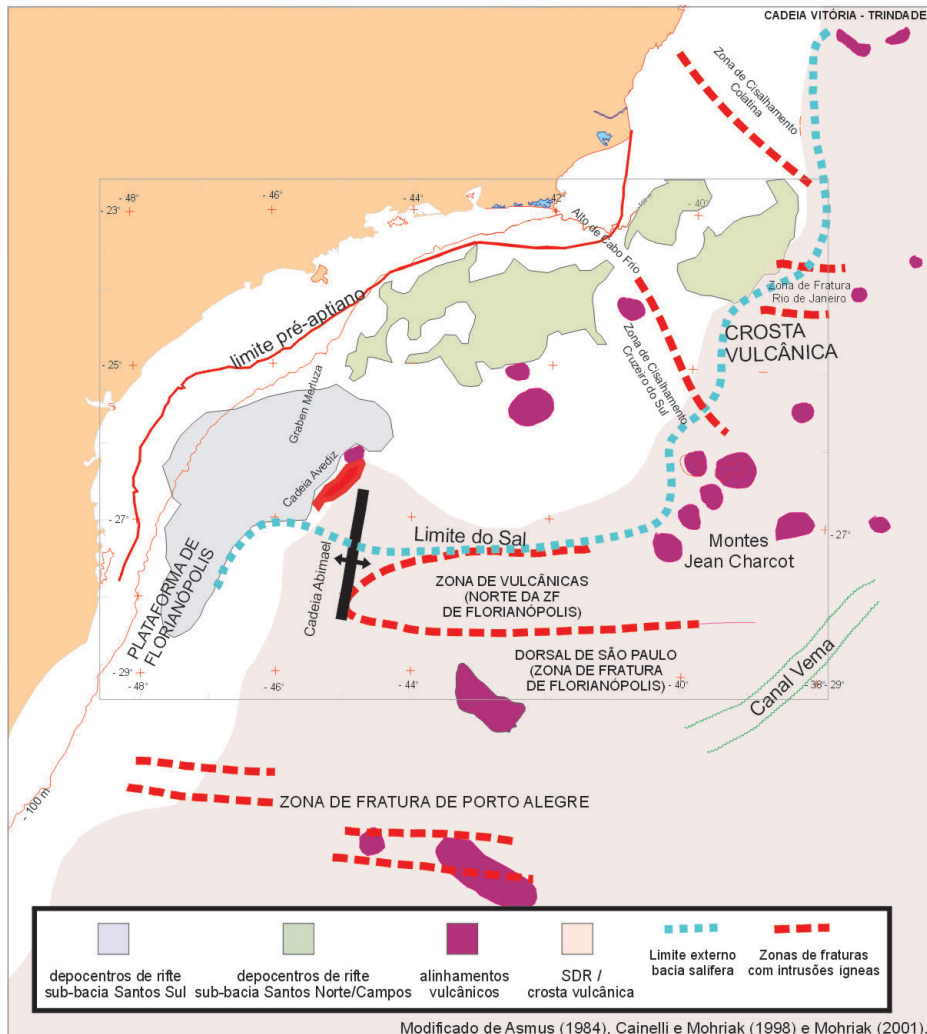 CADEIA VITÓRIA - TRINDADE
Zona de Cisalhamento
Colatina
- 48°
- 46°
- 44°
- 42°
- 40°
- 23°
Alto de Cabo Frio
limite pré-aptiano
Zona de Fratura
Rio de Janeiro
CROSTA
VULCÂNICA
Zona de Cisalhamento
Cruzeiro do Sul
- 25°
Graben Merluza
Cadeia Avediz
- 27°
- 27°
Limite do Sal
Montes
Jean Charcot
PLATAFORMA DE
FLORIANÓPOLIS
Cadeia Abimael
ZONA DE VULCÂNICAS
(NORTE DA ZF
DE FLORIANÓPOLIS)
DORSAL DE SÃO PAULO
(ZONA DE FRATURA
DE FLORIANÓPOLIS)
Canal Vema
- 29°
- 48°
- 46°
- 44°
- 40°
- 38°
- 29°
- 100 m
ZONA DE FRATURA DE PORTO ALEGRE
depocentros de rifte
sub-bacia Santos Sul
depocentros de rifte
sub-bacia Santos Norte/Campos
alinhamentos
vulcânicos
SDR /
crosta vulcânica
Limite externo
bacia salífera
Zonas de fraturas
com intrusões ígneas
Modificado de Asmus (1984), Cainelli e Mohriak (1998) e Mohriak (2001).